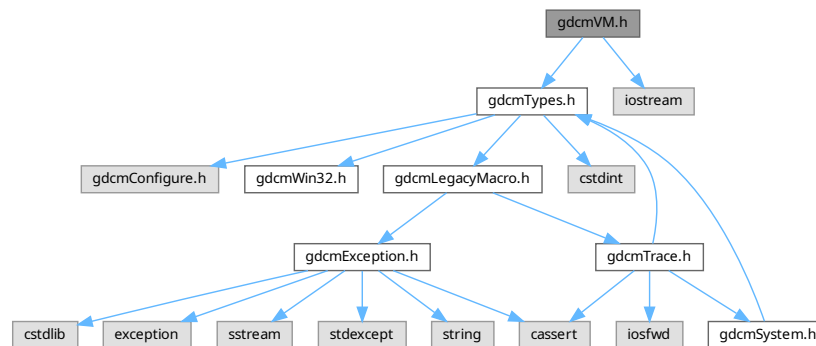 gdcmVM.h
gdcmTypes.h
iostream
gdcmConfigure.h
gdcmWin32.h
gdcmLegacyMacro.h
cstdint
gdcmException.h
gdcmTrace.h
cstdlib
exception
sstream
stdexcept
string
cassert
iosfwd
gdcmSystem.h